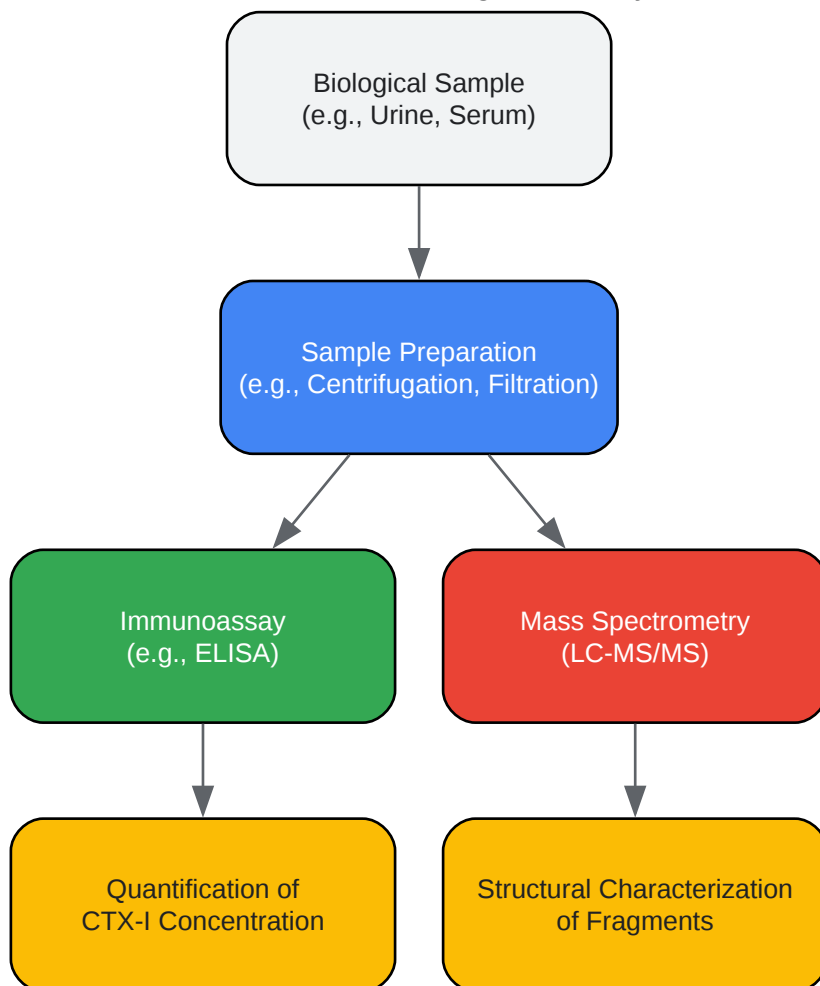 Biological Sample
(e.g., Urine, Serum)
Sample Preparation
(e.g., Centrifugation, Filtration)
Immunoassay
(e.g., ELISA)
Mass Spectrometry
(LC-MS/MS)
Quantification of
CTX-I Concentration
Structural Characterization
of Fragments